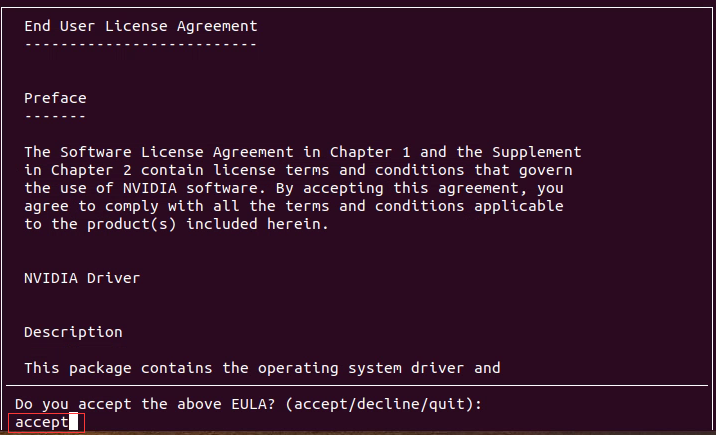 End User License Agreement
--------------------------
Preface
-------
The Software License Agreement in Chapter 1 and the Supplement
in Chapter 2 contain license terms and conditions that govern
the use of NVIDIA software. By accepting this agreement, you
agree to comply with all the terms and conditions applicable
to the product(s) included herein.
NVIDIA Driver
Description
This package contains the operating system driver and
Do you accept the above EULA? (accept/decline/quit):
accept